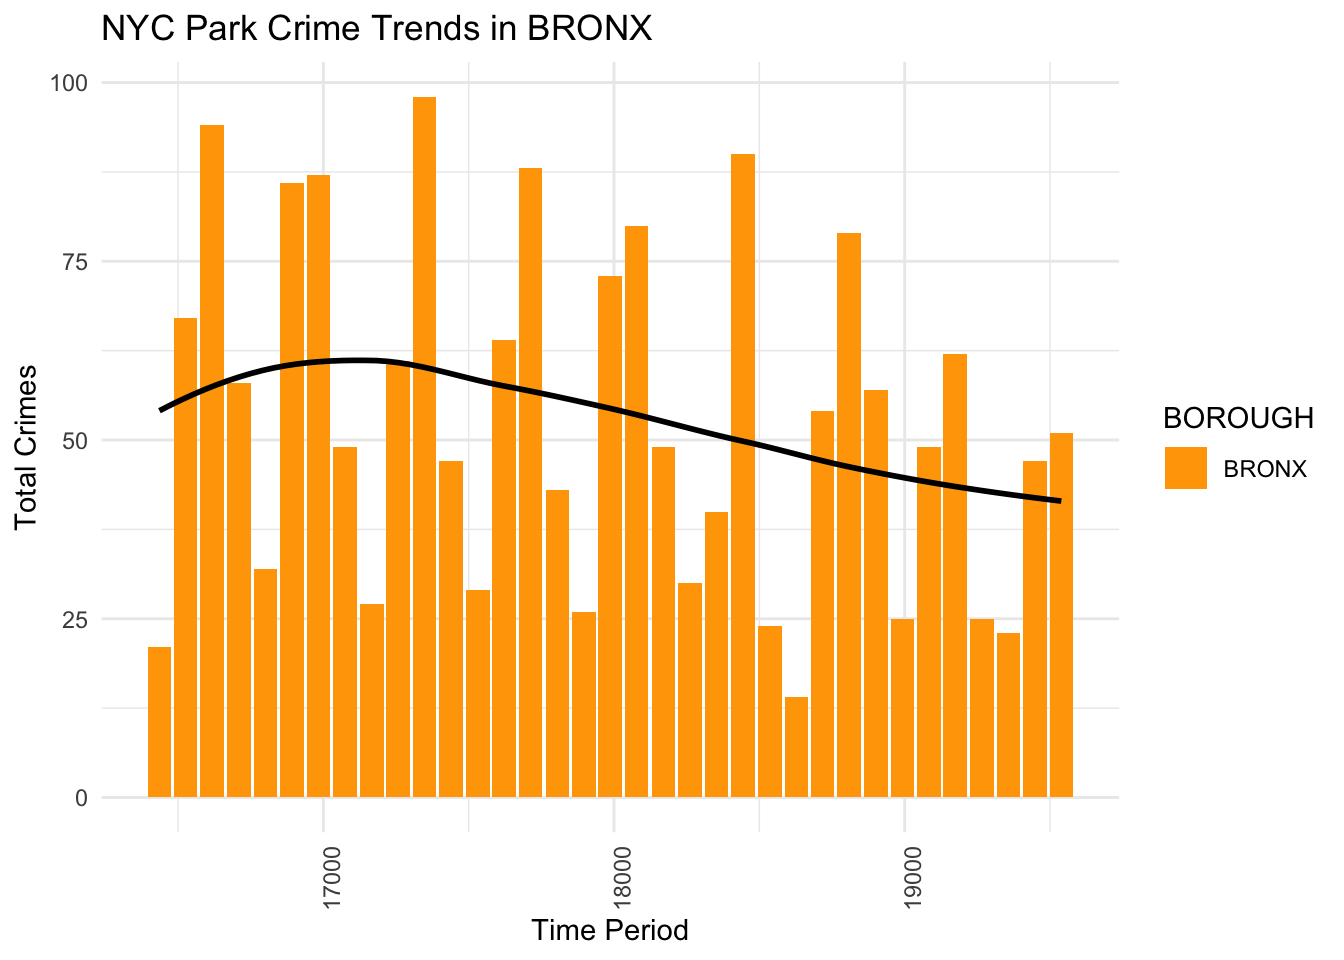 NYC Park Crime Trends in BRONX
100
75
50
25
0
Total Crimes
17000
18000
19000
Time Period
BOROUGH
BRONX